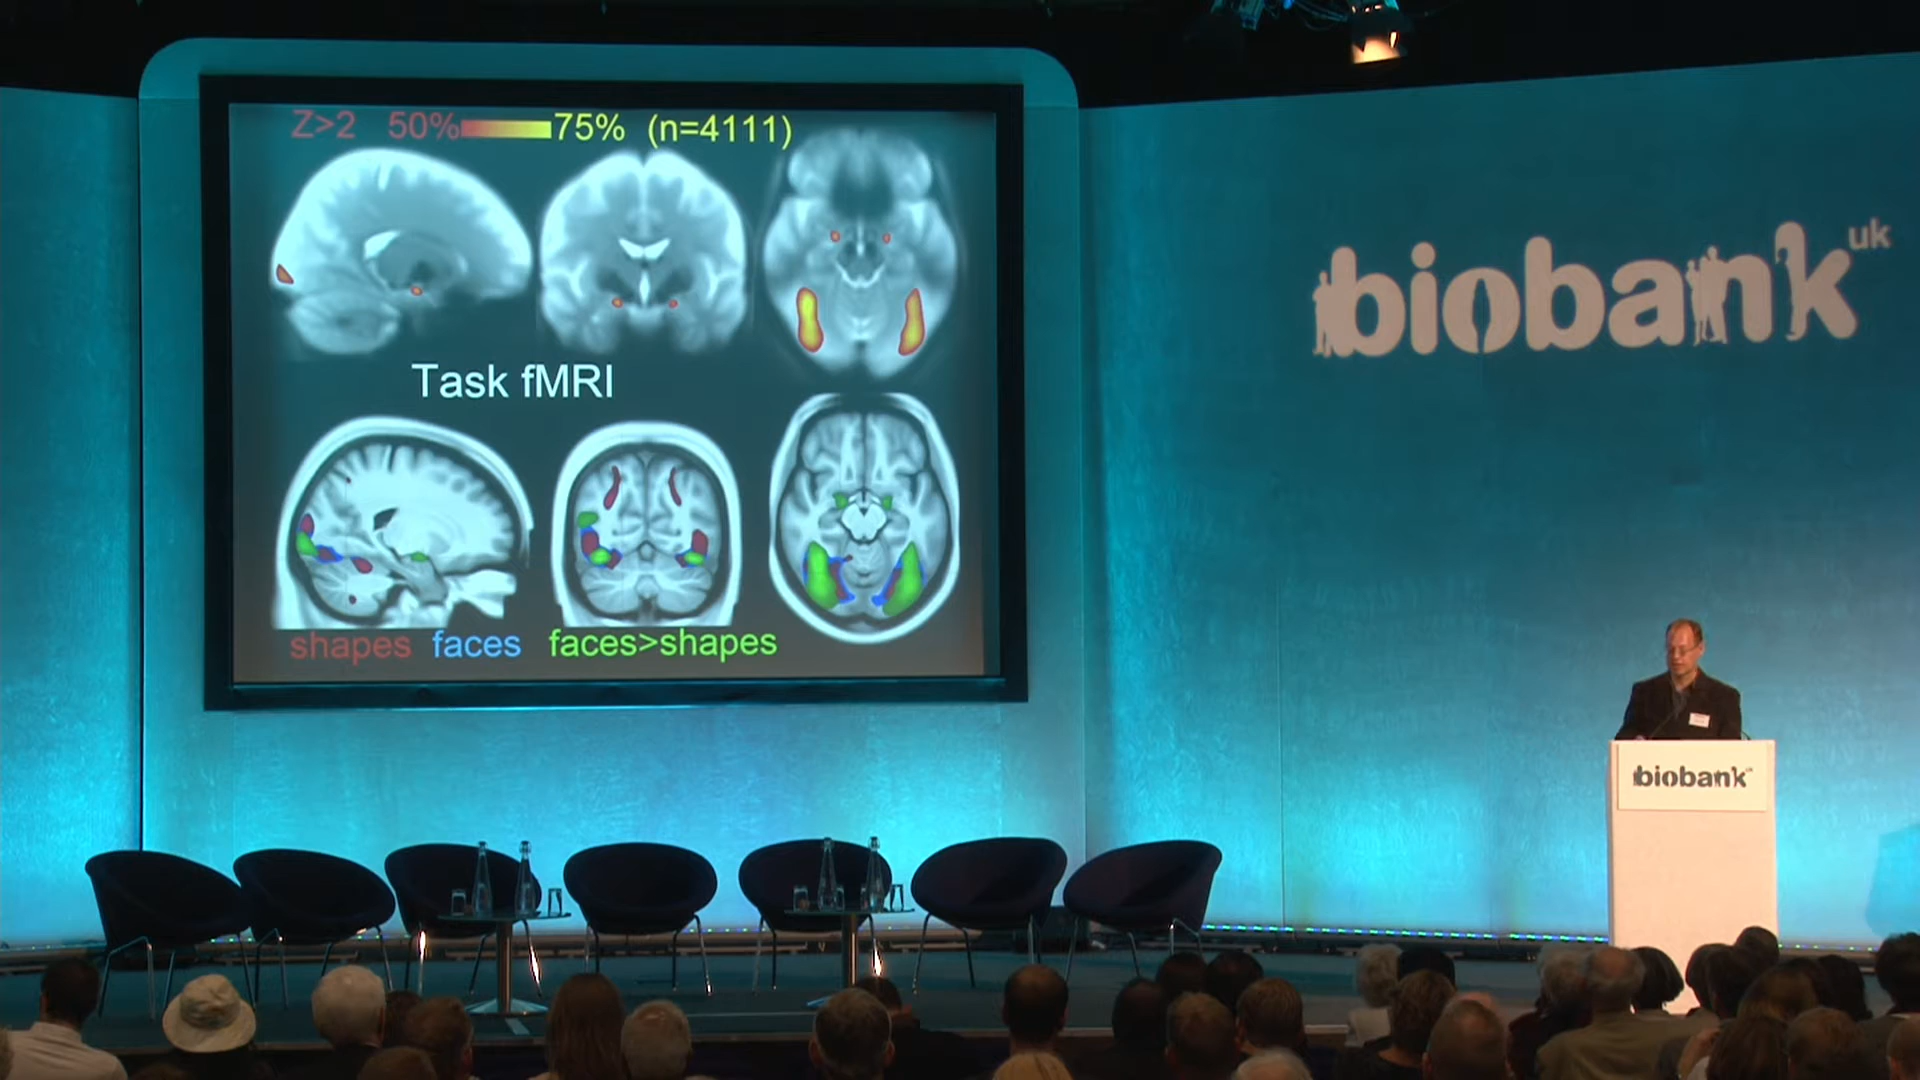 Z>2 50% 75% (n=4111)
Task fMRI
shapes faces faces>shapes
biobank uk
biobank